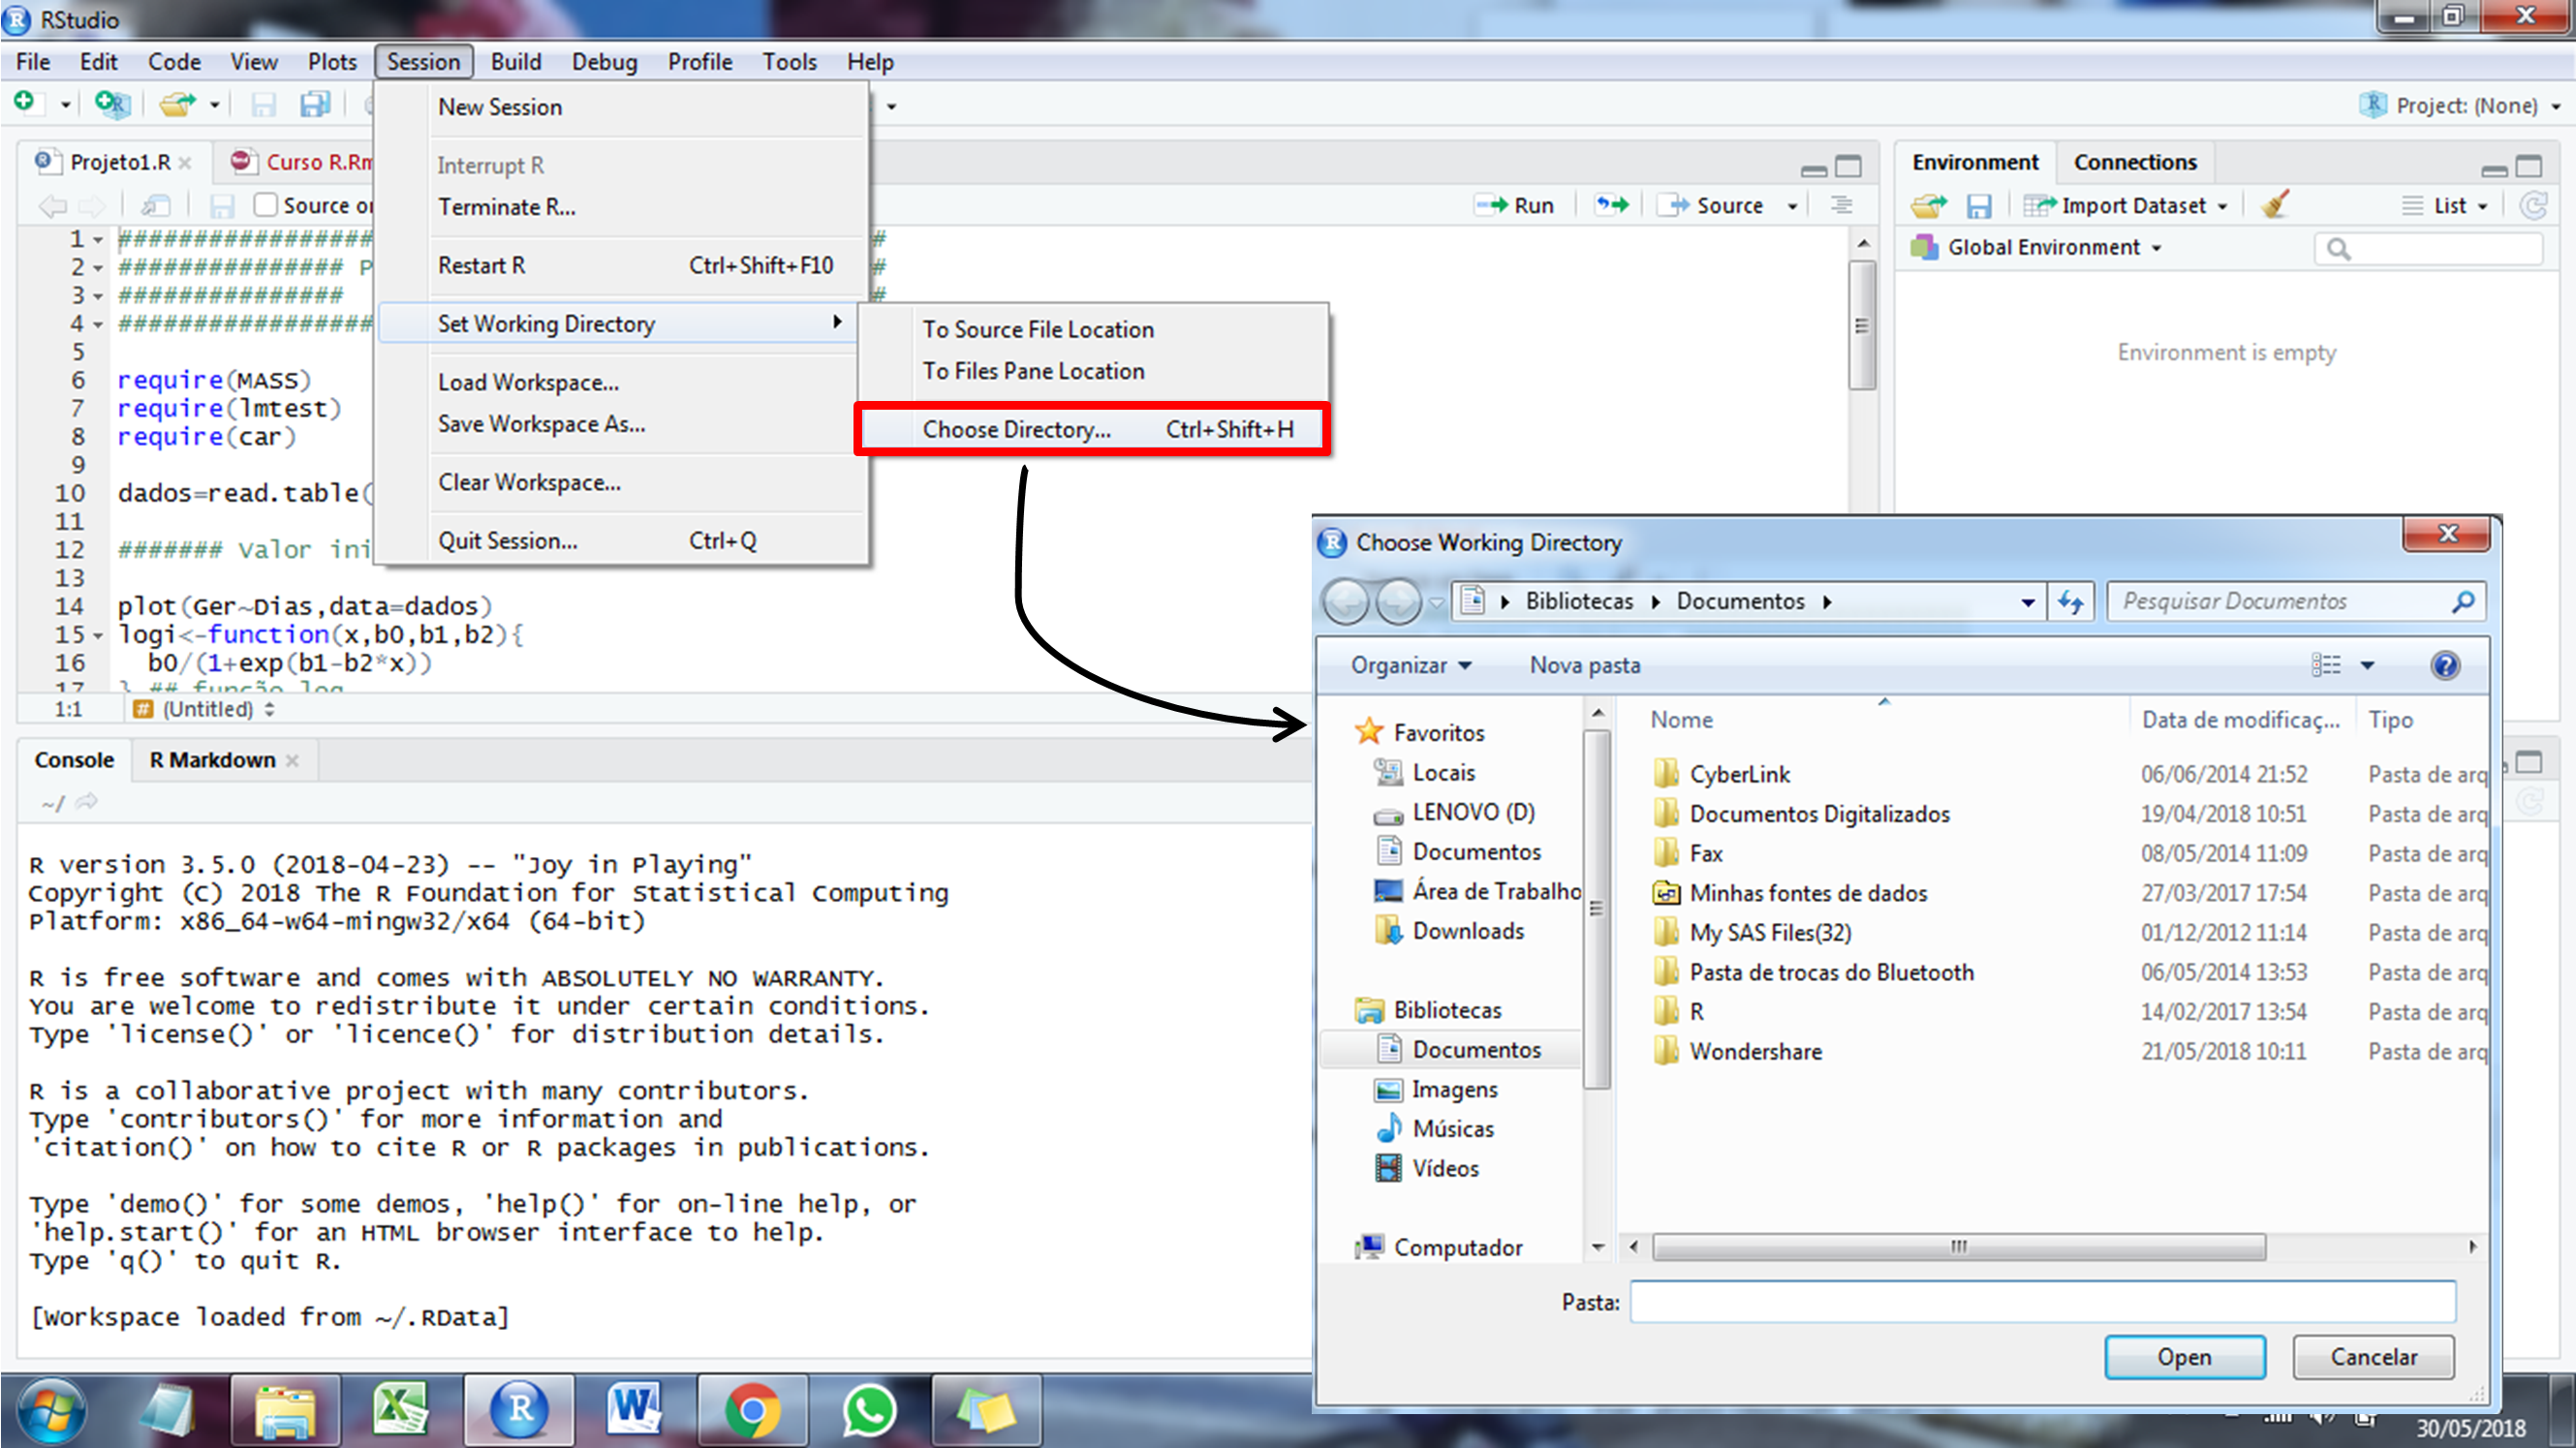 RStudio
File Edit Code View Plots Session Build Debug Profile Tools Help
Project: (None)
New Session
Interrupt R
Terminate R...
Restart R Ctrl+Shift+F10
Set Working Directory
Load Workspace...
Save Workspace As...
Clear Workspace...
Quit Session... Ctrl+Q
To Source File Location
To Files Pane Location
Choose Directory... Ctrl+Shift+H
Projeto1.R Curso R.Rm
Source o
Run Source
1 ################# #
2 ############### P #
3 ############### #
4 ################# #
5
6 require(MASS)
7 require(lmtest)
8 require(car)
9
10 dados=read.table(
11
12 ####### Valor ini
13
14 plot(Ger~Dias,data=dados)
15 logi<-function(x,b0,b1,b2){
16 b0/(1+exp(b1-b2*x))
17 } ## função log
1:1 # (Untitled)
Environment Connections
Import Dataset List
Global Environment
Environment is empty
Console R Markdown
~/
R version 3.5.0 (2018-04-23) -- "Joy in Playing"
Copyright (C) 2018 The R Foundation for Statistical Computing
Platform: x86_64-w64-mingw32/x64 (64-bit)
R is free software and comes with ABSOLUTELY NO WARRANTY.
You are welcome to redistribute it under certain conditions.
Type 'license()' or 'licence()' for distribution details.
R is a collaborative project with many contributors.
Type 'contributors()' for more information and
'citation()' on how to cite R or R packages in publications.
Type 'demo()' for some demos, 'help()' for on-line help, or
'help.start()' for an HTML browser interface to help.
Type 'q()' to quit R.
[Workspace loaded from ~/.RData]
Choose Working Directory
Bibliotecas Documentos
Pesquisar Documentos
Organizar Nova pasta
Favoritos
Locais
LENOVO (D)
Documentos
Área de Trabalho
Downloads
Bibliotecas
Documentos
Imagens
Músicas
Vídeos
Computador
Nome Data de modificaç... Tipo
CyberLink 06/06/2014 21:52 Pasta de arq
Documentos Digitalizados 19/04/2018 10:51 Pasta de arq
Fax 08/05/2014 11:09 Pasta de arq
Minhas fontes de dados 27/03/2017 17:54 Pasta de arq
My SAS Files(32) 01/12/2012 11:14 Pasta de arq
Pasta de trocas do Bluetooth 06/05/2014 13:53 Pasta de arq
R 14/02/2017 13:54 Pasta de arq
Wondershare 21/05/2018 10:11 Pasta de arq
Pasta:
Open Cancelar
30/05/2018